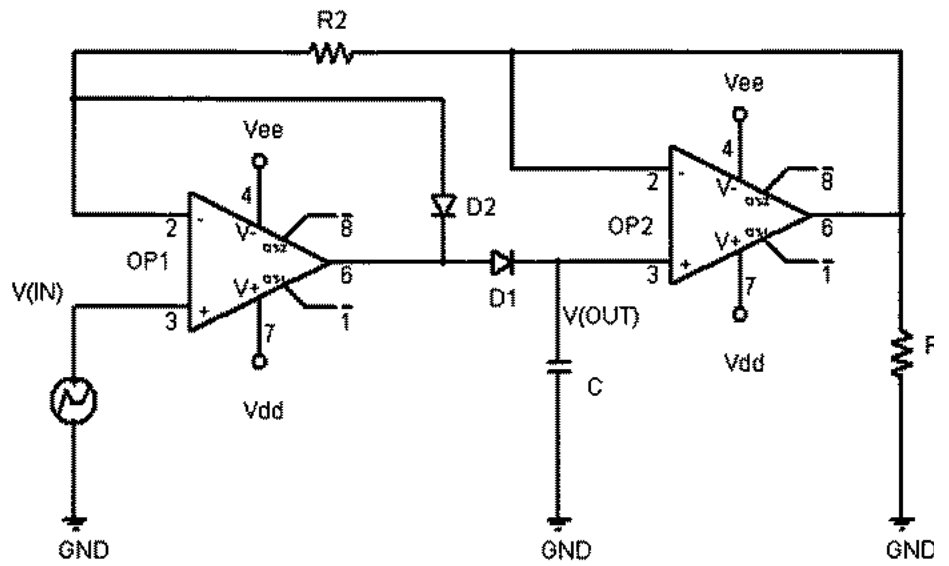 R2
Vee
4
2
-
V-
8
OP1
6
V+
3
+
1
7
Vdd
V(IN)
GND
D2
D1
V(OUT)
C
GND
Vee
4
2
-
V-
8
OP2
6
V+
3
+
1
7
Vdd
R
GND